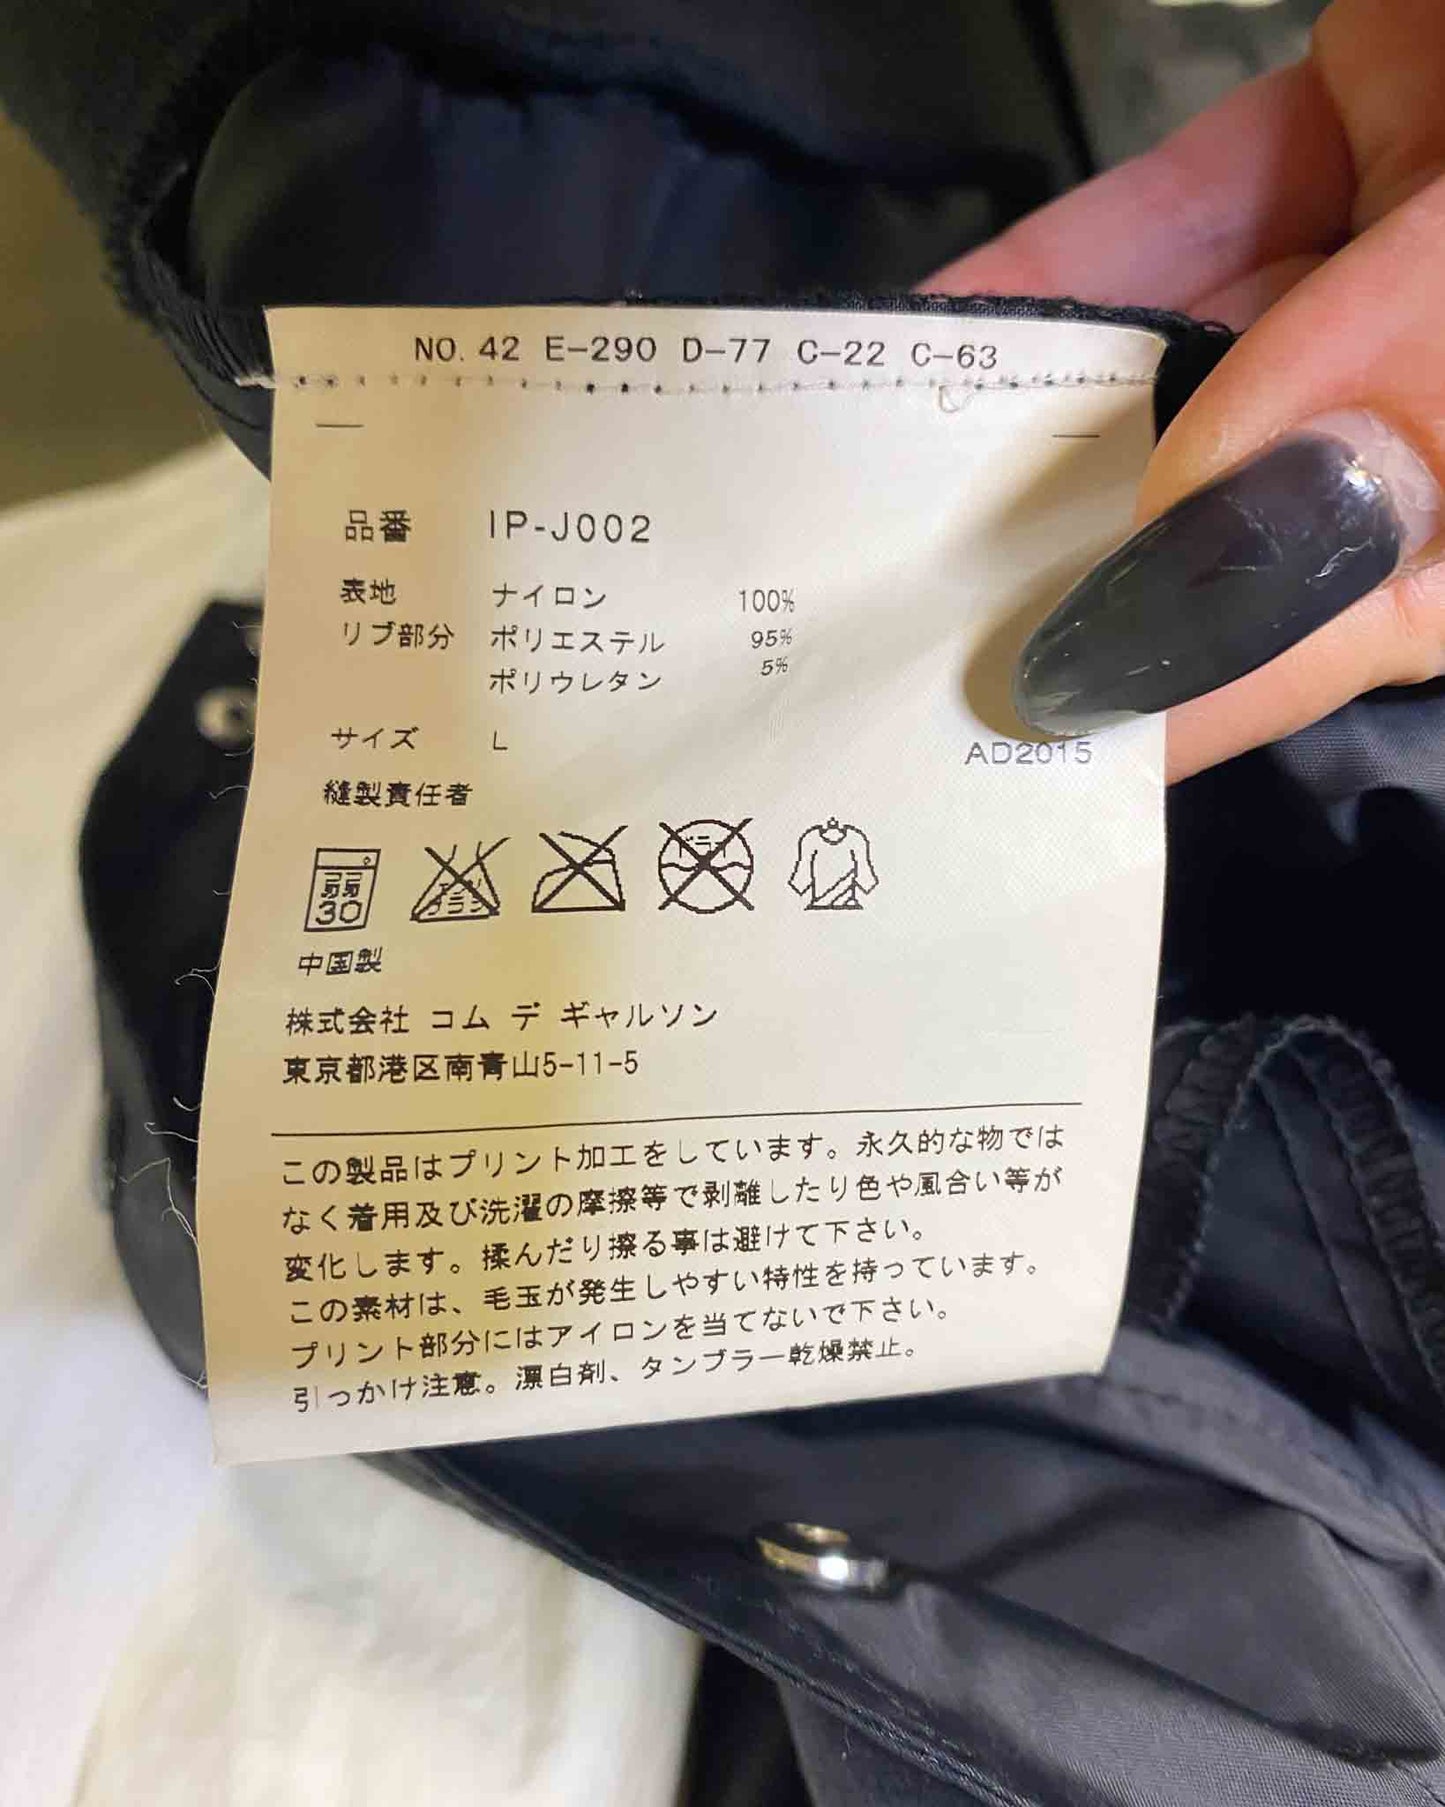 NO. 42 E-290 D-77 C-22 C-63
品番 IP-J002
表地 ナイロン 100%
リブ部分 ポリエステル 95%
ポリウレタン 5%
サイズ L
AD2015
縫製責任者
弱 30 エンソ サラシ ドライ
中国製
株式会社 コム デ ギャルソン
東京都港区南青山5-11-5
この製品はプリント加工をしています。永久的な物では
なく着用及び洗濯の摩擦等で剥離したり色や風合い等が
変化します。揉んだり擦る事は避けて下さい。
この素材は、毛玉が発生しやすい特性を持っています。
プリント部分にはアイロンを当てないで下さい。
引っかけ注意。漂白剤、タンブラー乾燥禁止。